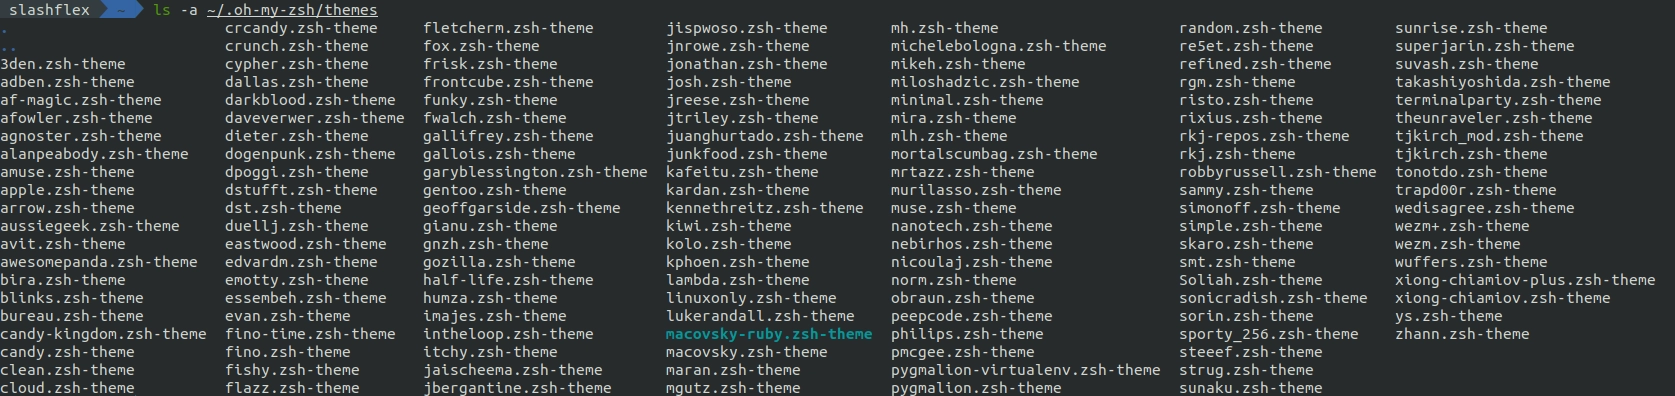 slashflex ~ ls -a ~/.oh-my-zsh/themes
. crcandy.zsh-theme fletcherm.zsh-theme jispwoso.zsh-theme mh.zsh-theme random.zsh-theme sunrise.zsh-theme
.. crunch.zsh-theme fox.zsh-theme jnrowe.zsh-theme michelebologna.zsh-theme re5et.zsh-theme superjarin.zsh-theme
3den.zsh-theme cypher.zsh-theme frisk.zsh-theme jonathan.zsh-theme mikeh.zsh-theme refined.zsh-theme suvash.zsh-theme
adben.zsh-theme dallas.zsh-theme frontcube.zsh-theme josh.zsh-theme miloshadzic.zsh-theme rgm.zsh-theme takashiyoshida.zsh-theme
af-magic.zsh-theme darkblood.zsh-theme funky.zsh-theme jreese.zsh-theme minimal.zsh-theme risto.zsh-theme terminalparty.zsh-theme
afowler.zsh-theme daveverwer.zsh-theme fwalch.zsh-theme jtriley.zsh-theme mira.zsh-theme rixius.zsh-theme theunraveler.zsh-theme
agnoster.zsh-theme dieter.zsh-theme gallifrey.zsh-theme juanghurtado.zsh-theme mlh.zsh-theme rkj-repos.zsh-theme tjkirch_mod.zsh-theme
alanpeabody.zsh-theme dogenpunk.zsh-theme gallois.zsh-theme junkfood.zsh-theme mortalscumbag.zsh-theme rkj.zsh-theme tjkirch.zsh-theme
amuse.zsh-theme dpoggi.zsh-theme garyblessington.zsh-theme kafeitu.zsh-theme mrtazz.zsh-theme robbyrussell.zsh-theme tonotdo.zsh-theme
apple.zsh-theme dstufft.zsh-theme gentoo.zsh-theme kardan.zsh-theme murilasso.zsh-theme sammy.zsh-theme trapd00r.zsh-theme
arrow.zsh-theme dst.zsh-theme geoffgarside.zsh-theme kennethreitz.zsh-theme muse.zsh-theme simonoff.zsh-theme wedisagree.zsh-theme
aussiegeek.zsh-theme duellj.zsh-theme gianu.zsh-theme kiwi.zsh-theme nanotech.zsh-theme simple.zsh-theme wezm+.zsh-theme
avit.zsh-theme eastwood.zsh-theme gnzh.zsh-theme kolo.zsh-theme nebirhos.zsh-theme skaro.zsh-theme wezm.zsh-theme
awesomepanda.zsh-theme edvardm.zsh-theme gozilla.zsh-theme kphoen.zsh-theme nicoulaj.zsh-theme smt.zsh-theme wuffers.zsh-theme
bira.zsh-theme emotty.zsh-theme half-life.zsh-theme lambda.zsh-theme norm.zsh-theme Soliah.zsh-theme xiong-chiamiov-plus.zsh-theme
blinks.zsh-theme essembeh.zsh-theme humza.zsh-theme linuxonly.zsh-theme obraun.zsh-theme sonicradish.zsh-theme xiong-chiamiov.zsh-theme
bureau.zsh-theme evan.zsh-theme imajes.zsh-theme lukerandall.zsh-theme peepcode.zsh-theme sorin.zsh-theme ys.zsh-theme
candy-kingdom.zsh-theme fino-time.zsh-theme intheloop.zsh-theme macovsky-ruby.zsh-theme philips.zsh-theme sporty_256.zsh-theme zhann.zsh-theme
candy.zsh-theme fino.zsh-theme itchy.zsh-theme macovsky.zsh-theme pmcgee.zsh-theme steeef.zsh-theme
clean.zsh-theme fishy.zsh-theme jaischeema.zsh-theme maran.zsh-theme pygmalion-virtualenv.zsh-theme strug.zsh-theme
cloud.zsh-theme flazz.zsh-theme jbergantine.zsh-theme mgutz.zsh-theme pygmalion.zsh-theme sunaku.zsh-theme